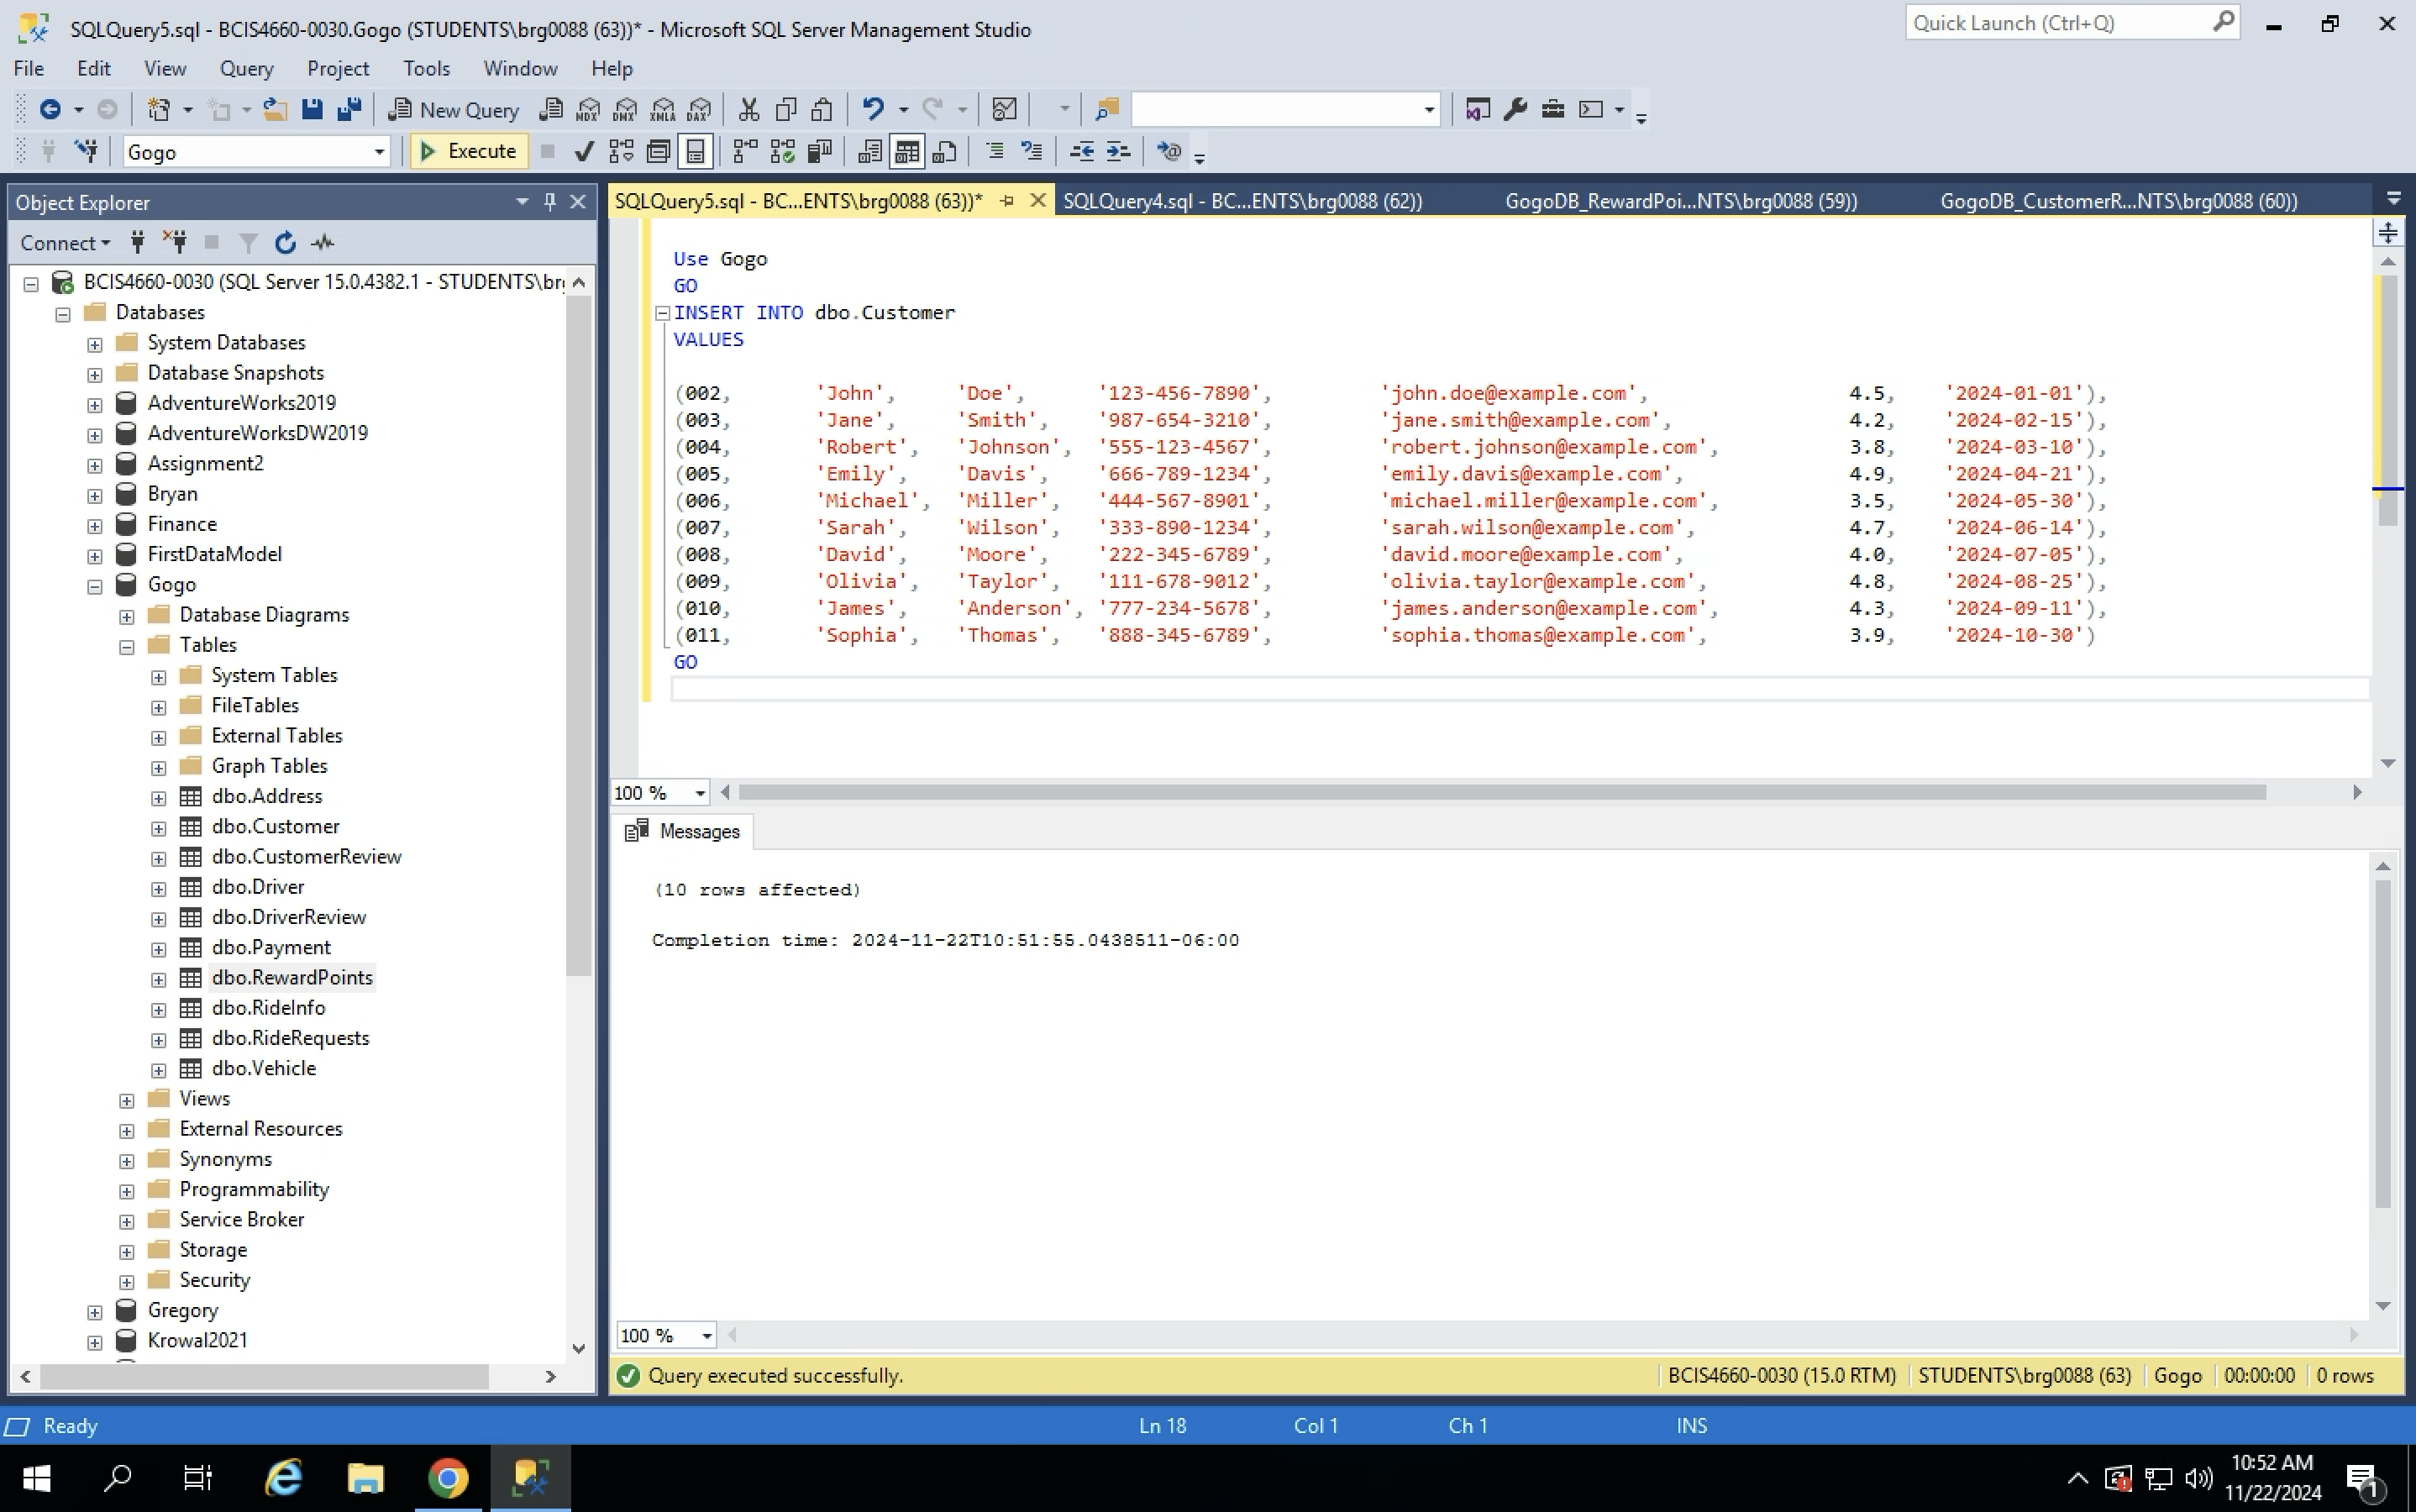 SQLQuery5.sql - BCIS4660-0030.Gogo (STUDENTS\brg0088 (63))* - Microsoft SQL Server Management Studio
Quick Launch (Ctrl+Q)
File Edit View Query Project Tools Window Help
New Query MDX DMX XMLA DAX
Gogo Execute
Object Explorer
Connect
BCIS4660-0030 (SQL Server 15.0.4382.1 - STUDENTS\br
Databases
System Databases
Database Snapshots
AdventureWorks2019
AdventureWorksDW2019
Assignment2
Bryan
Finance
FirstDataModel
Gogo
Database Diagrams
Tables
System Tables
FileTables
External Tables
Graph Tables
dbo.Address
dbo.Customer
dbo.CustomerReview
dbo.Driver
dbo.DriverReview
dbo.Payment
dbo.RewardPoints
dbo.RideInfo
dbo.RideRequests
dbo.Vehicle
Views
External Resources
Synonyms
Programmability
Service Broker
Storage
Security
Gregory
Krowal2021
SQLQuery5.sql - BC...ENTS\brg0088 (63))* SQLQuery4.sql - BC...ENTS\brg0088 (62)) GogoDB_RewardPoi...NTS\brg0088 (59)) GogoDB_CustomerR...NTS\brg0088 (60))
Use Gogo
GO
INSERT INTO dbo.Customer
VALUES
(002, 'John', 'Doe', '123-456-7890', 'john.doe@example.com', 4.5, '2024-01-01'),
(003, 'Jane', 'Smith', '987-654-3210', 'jane.smith@example.com', 4.2, '2024-02-15'),
(004, 'Robert', 'Johnson', '555-123-4567', 'robert.johnson@example.com', 3.8, '2024-03-10'),
(005, 'Emily', 'Davis', '666-789-1234', 'emily.davis@example.com', 4.9, '2024-04-21'),
(006, 'Michael', 'Miller', '444-567-8901', 'michael.miller@example.com', 3.5, '2024-05-30'),
(007, 'Sarah', 'Wilson', '333-890-1234', 'sarah.wilson@example.com', 4.7, '2024-06-14'),
(008, 'David', 'Moore', '222-345-6789', 'david.moore@example.com', 4.0, '2024-07-05'),
(009, 'Olivia', 'Taylor', '111-678-9012', 'olivia.taylor@example.com', 4.8, '2024-08-25'),
(010, 'James', 'Anderson', '777-234-5678', 'james.anderson@example.com', 4.3, '2024-09-11'),
(011, 'Sophia', 'Thomas', '888-345-6789', 'sophia.thomas@example.com', 3.9, '2024-10-30')
GO
100 %
Messages
(10 rows affected)
Completion time: 2024-11-22T10:51:55.0438511-06:00
100 %
Query executed successfully. BCIS4660-0030 (15.0 RTM) STUDENTS\brg0088 (63) Gogo 00:00:00 0 rows
Ready Ln 18 Col 1 Ch 1 INS
10:52 AM
11/22/2024
1